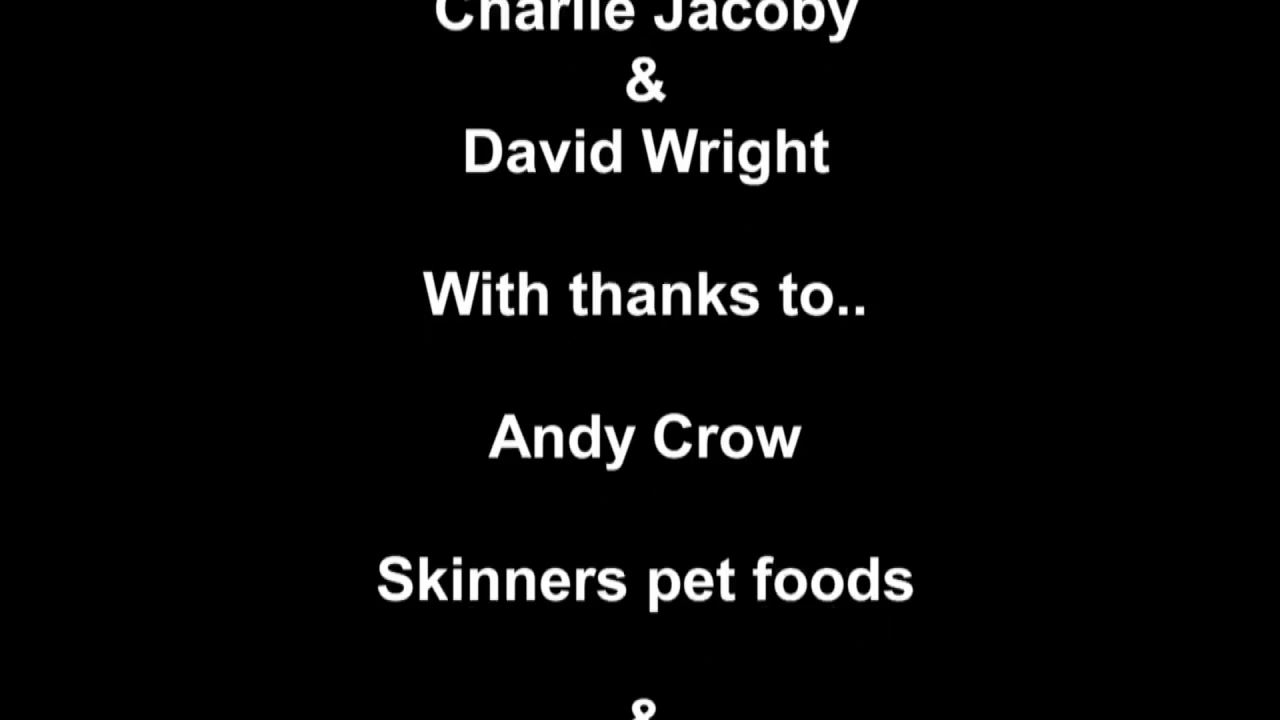 Charlie Jacoby
&
David Wright
With thanks to..
Andy Crow
Skinners pet foods
&